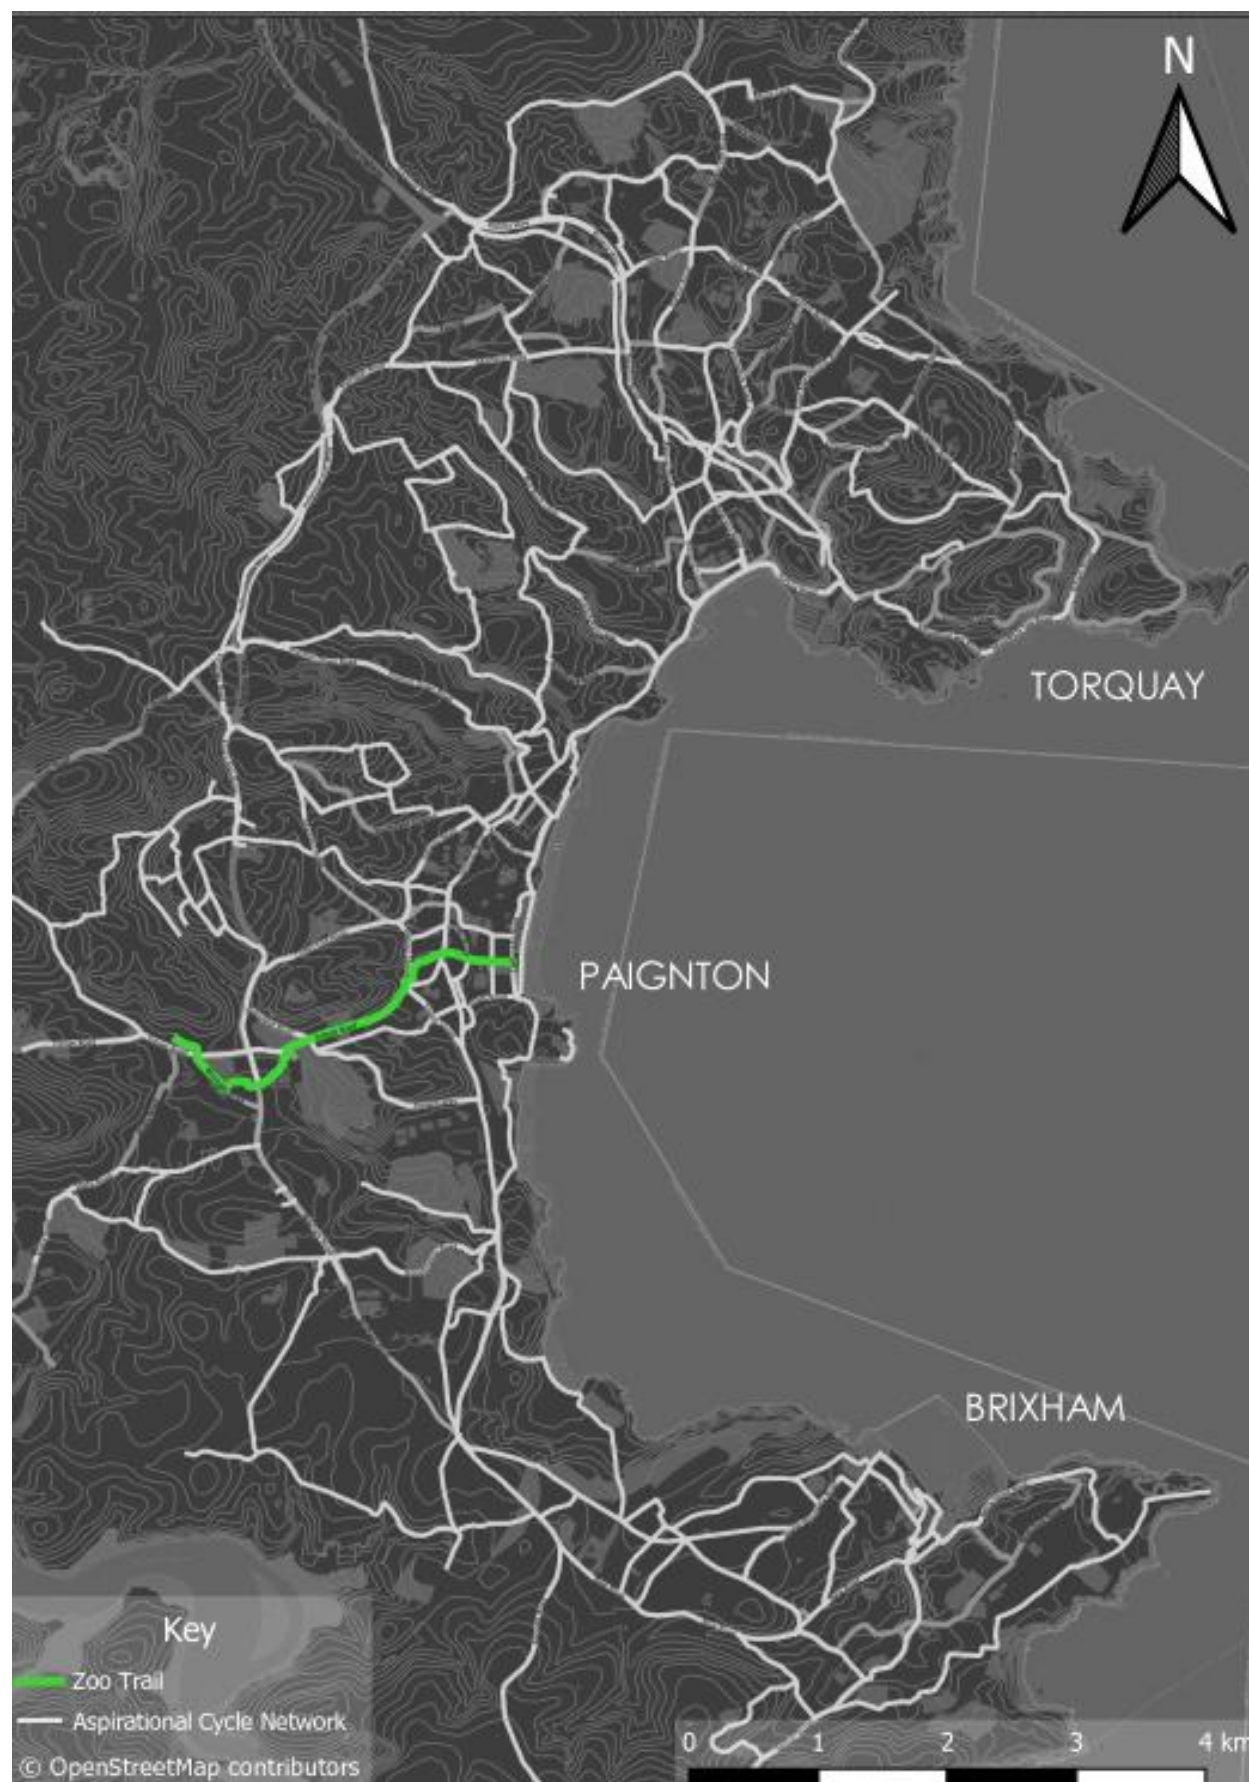 N
TORQUAY
PAIGNTON
BRIXHAM
Key
Zoo Trail
Aspirational Cycle Network
© OpenStreetMap contributors
0 1 2 3 4 km